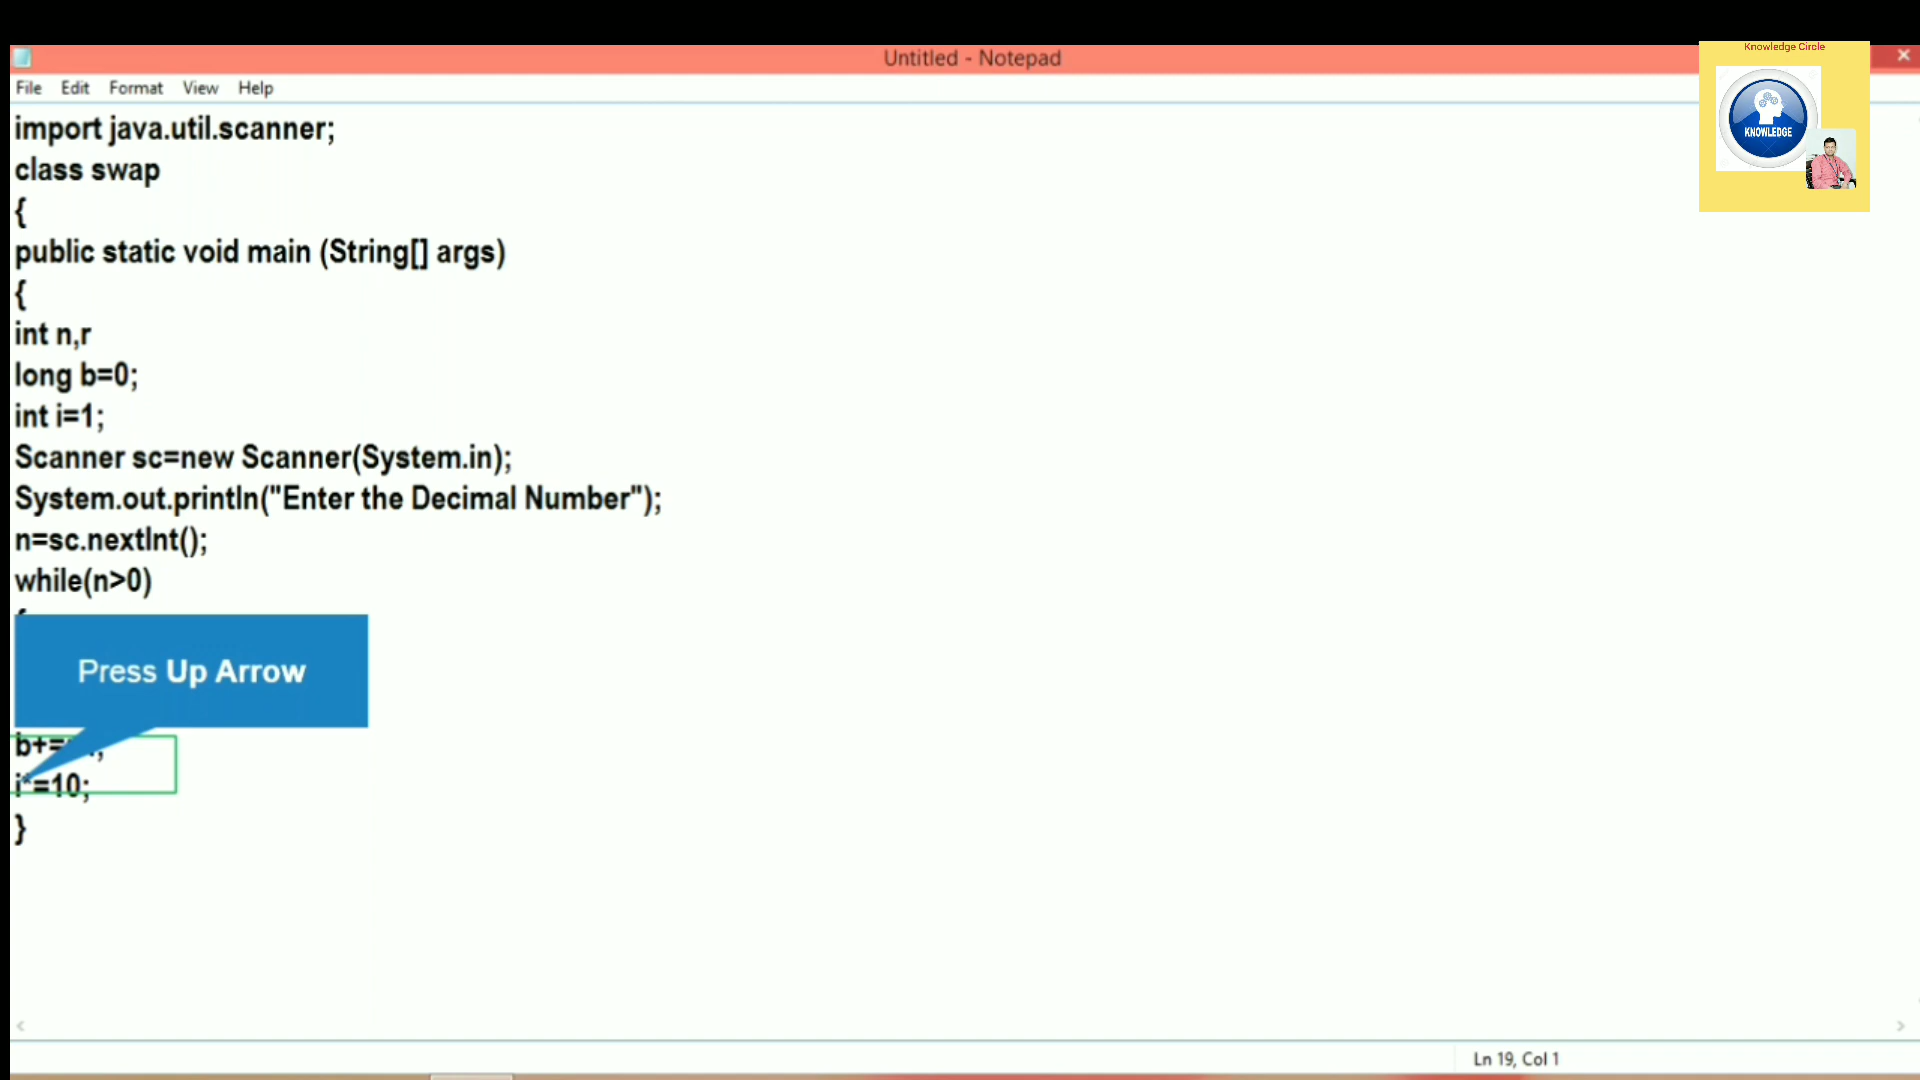 Untitled - Notepad
Knowledge Circle
KNOWLEDGE
File Edit Format View Help
import java.util.scanner;
class swap
{
public static void main (String[] args)
{
int n,r
long b=0;
int i=1;
Scanner sc=new Scanner(System.in);
System.out.println("Enter the Decimal Number");
n=sc.nextInt();
while(n>0)
Press Up Arrow
b+=
i*=10;
}
Ln 19, Col 1